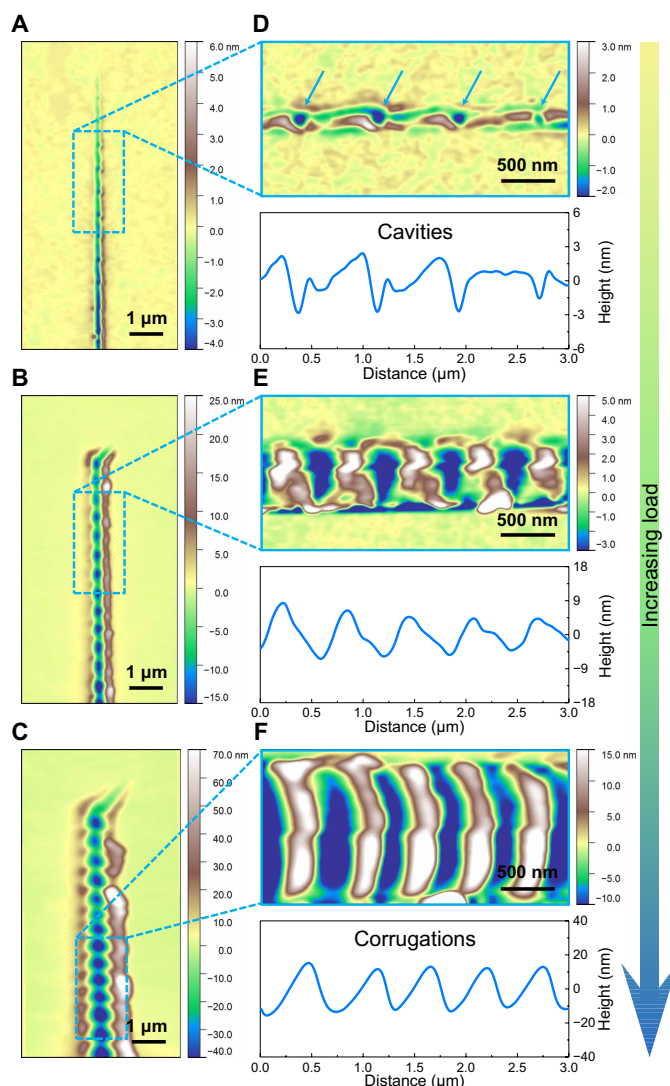 A
6.0 nm
5.0
4.0
3.0
2.0
1.0
0.0
−1.0
−2.0
−3.0
−4.0
1 µm
D
3.0 nm
2.0
1.0
0.0
−1.0
−2.0
500 nm
Cavities
6
3
0
−3
−6
Height (nm)
0.0 0.5 1.0 1.5 2.0 2.5 3.0
Distance (µm)
B
25.0 nm
20.0
15.0
10.0
5.0
0.0
−5.0
−10.0
−15.0
1 µm
E
5.0 nm
4.0
3.0
2.0
1.0
0.0
−1.0
−3.0
500 nm
18
9
0
−9
−18
Height (nm)
0.0 0.5 1.0 1.5 2.0 2.5 3.0
Distance (µm)
C
70.0 nm
60.0
50.0
40.0
30.0
20.0
10.0
0.0
−10.0
−20.0
−30.0
−40.0
1 µm
F
15.0 nm
10.0
5.0
0.0
−5.0
−10.0
500 nm
Corrugations
40
20
0
−20
−40
Height (nm)
0.0 0.5 1.0 1.5 2.0 2.5 3.0
Distance (µm)
Increasing load